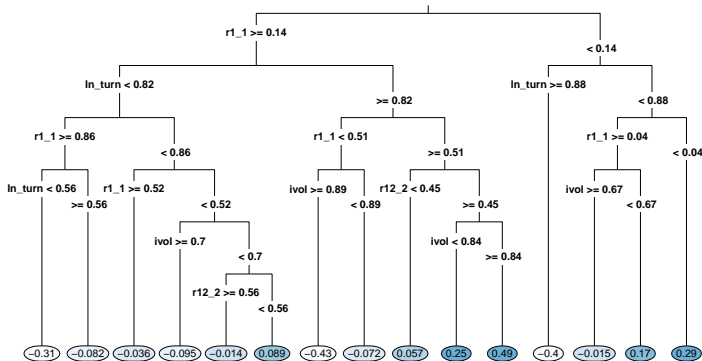 r1_1 >= 0.14
< 0.14
ln_turn < 0.82
>= 0.82
ln_turn >= 0.88
< 0.88
r1_1 >= 0.86
< 0.86
r1_1 < 0.51
>= 0.51
r1_1 >= 0.04
< 0.04
ln_turn < 0.56
>= 0.56
r1_1 >= 0.52
< 0.52
ivol >= 0.89
< 0.89
r12_2 < 0.45
>= 0.45
ivol >= 0.67
< 0.67
ivol >= 0.7
< 0.7
ivol < 0.84
>= 0.84
r12_2 >= 0.56
< 0.56
−0.31 −0.082 −0.036 −0.095 −0.014 0.089 −0.43 −0.072 0.057 0.25 0.49 −0.4 −0.015 0.17 0.29